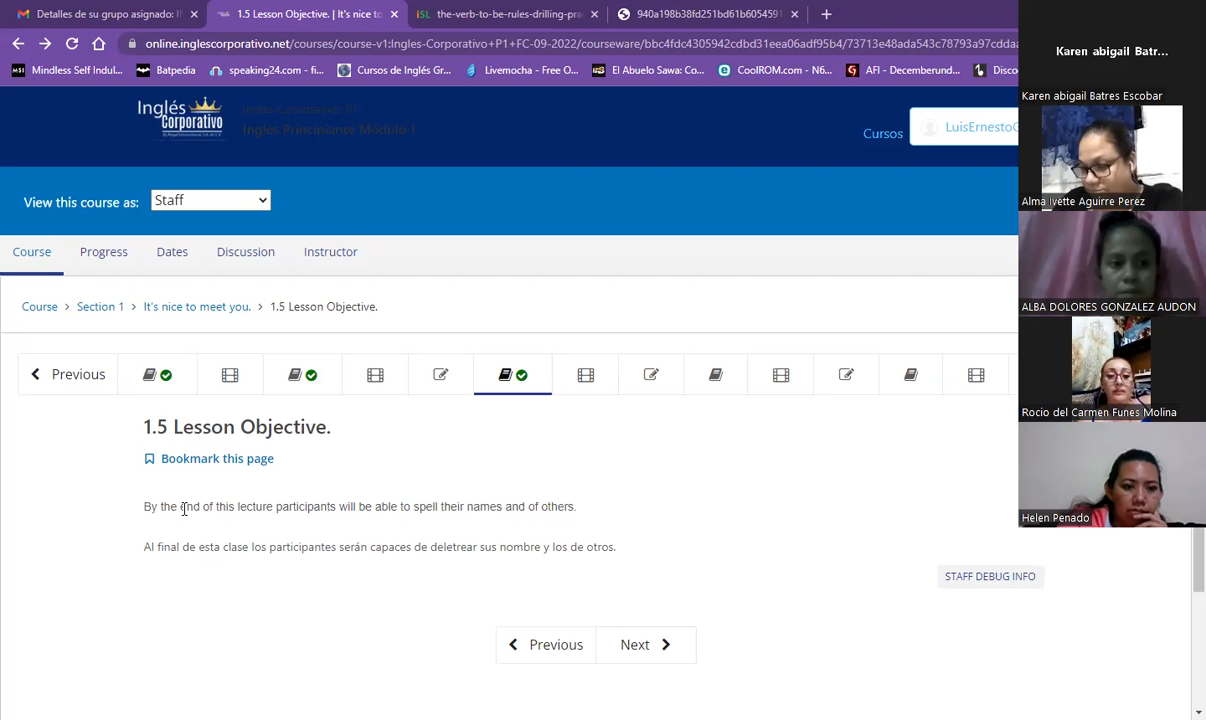 Detalles de su grupo asignado: I
1.5 Lesson Objective. | It's nice to
the-verb-to-be-rules-drilling-pra
940a198b38fd251bd61b6054591
online.inglescorporativo.net/courses/course-v1:Ingles-Corporativo+P1+FC-09-2022/courseware/bbc4fdc4305942cdbd31eea06adf95b4/73713e48ada543c78793a97cddaa
Mindless Self Indul...
Batpedia
speaking24.com - fi...
Cursos de Inglés Gr...
Livemocha - Free O...
El Abuelo Sawa: Co...
CoolROM.com - N6...
AFI - Decemberund...
Disco
Karen abigail Batr...
Karen abigail Batres Escobar
Inglés
Corporativo
Inglés Principiante Módulo 1
Cursos
LuisErnestoC
View this course as:
Staff
Alma Ivette Aguirre Perez
Course
Progress
Dates
Discussion
Instructor
Course > Section 1 > It's nice to meet you. > 1.5 Lesson Objective.
ALBA DOLORES GONZALEZ AUDON
Previous
Rocio del Carmen Funes Molina
1.5 Lesson Objective.
Bookmark this page
By the end of this lecture participants will be able to spell their names and of others.
Helen Penado
Al final de esta clase los participantes serán capaces de deletrear sus nombre y los de otros.
STAFF DEBUG INFO
Previous
Next